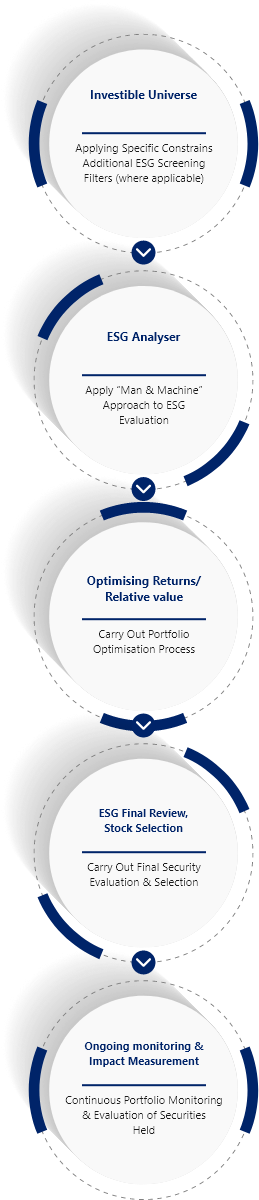 Investible Universe
Applying Specific Constrains
Additional ESG Screening
Filters (where applicable)
ESG Analyser
Apply “Man & Machine”
Approach to ESG
Evaluation
Optimising Returns/
Relative value
Carry Out Portfolio
Optimisation Process
ESG Final Review,
Stock Selection
Carry Out Final Security
Evaluation & Selection
Ongoing monitoring &
Impact Measurement
Continuous Portfolio Monitoring
& Evaluation of Securities
Held